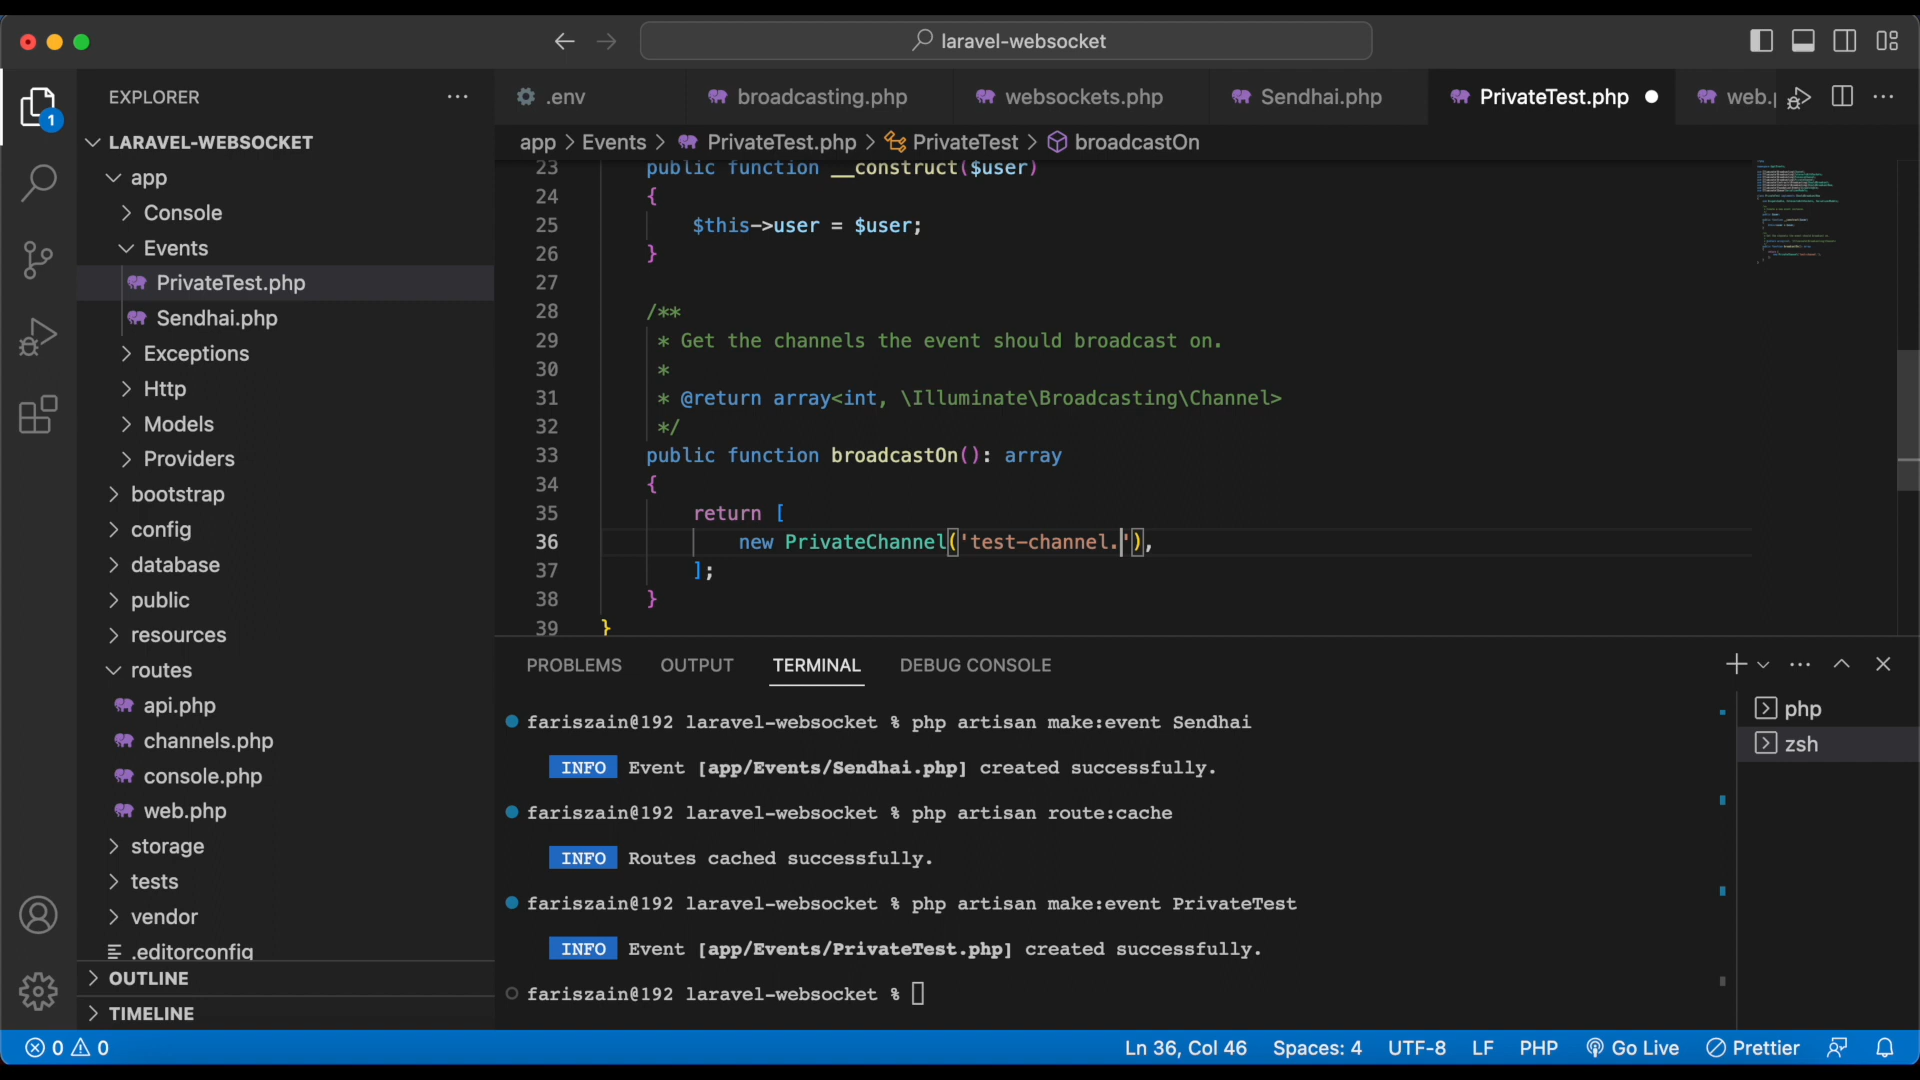 laravel-websocket
EXPLORER
LARAVEL-WEBSOCKET
app
Console
Events
PrivateTest.php
Sendhai.php
Exceptions
Http
Models
Providers
bootstrap
config
database
public
resources
routes
api.php
channels.php
console.php
web.php
storage
tests
vendor
.editorconfig
OUTLINE
TIMELINE
1
.env
broadcasting.php
websockets.php
Sendhai.php
PrivateTest.php
web.
app > Events > PrivateTest.php > PrivateTest > broadcastOn
23 public function __construct($user)
24 {
25 $this->user = $user;
26 }
27
28 /**
29 * Get the channels the event should broadcast on.
30 *
31 * @return array<int, \Illuminate\Broadcasting\Channel>
32 */
33 public function broadcastOn(): array
34 {
35 return [
36 new PrivateChannel('test-channel.'),
37 ];
38 }
39 }
PROBLEMS OUTPUT TERMINAL DEBUG CONSOLE
fariszain@192 laravel-websocket % php artisan make:event Sendhai
INFO Event [app/Events/Sendhai.php] created successfully.
fariszain@192 laravel-websocket % php artisan route:cache
INFO Routes cached successfully.
fariszain@192 laravel-websocket % php artisan make:event PrivateTest
INFO Event [app/Events/PrivateTest.php] created successfully.
fariszain@192 laravel-websocket %
php
zsh
0 0
Ln 36, Col 46 Spaces: 4 UTF-8 LF PHP Go Live Prettier